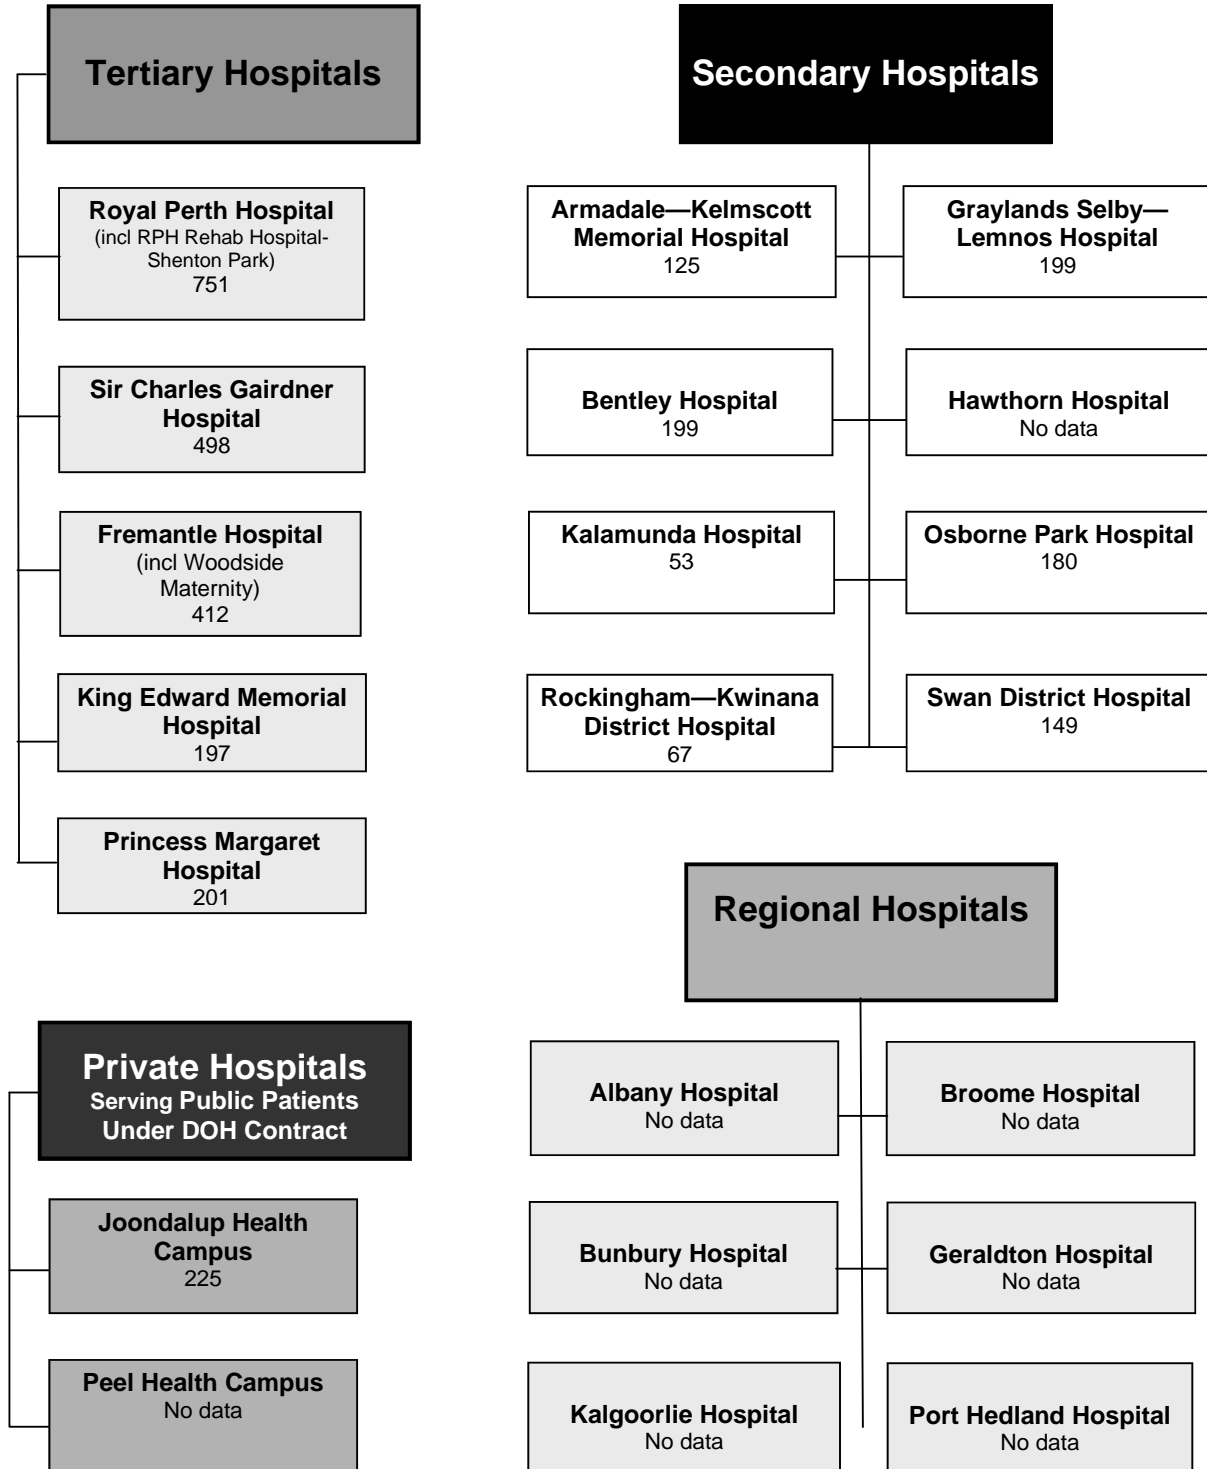 Tertiary Hospitals
Royal Perth Hospital
(incl RPH Rehab Hospital-
Shenton Park)
751
Sir Charles Gairdner
Hospital
498
Fremantle Hospital
(incl Woodside
Maternity)
412
King Edward Memorial
Hospital
197
Princess Margaret
Hospital
201
Secondary Hospitals
Armadale—Kelmscott
Memorial Hospital
125
Graylands Selby—
Lemnos Hospital
199
Bentley Hospital
199
Hawthorn Hospital
No data
Kalamunda Hospital
53
Osborne Park Hospital
180
Rockingham—Kwinana
District Hospital
67
Swan District Hospital
149
Private Hospitals
Serving Public Patients
Under DOH Contract
Joondalup Health
Campus
225
Peel Health Campus
No data
Regional Hospitals
Albany Hospital
No data
Broome Hospital
No data
Bunbury Hospital
No data
Geraldton Hospital
No data
Kalgoorlie Hospital
No data
Port Hedland Hospital
No data